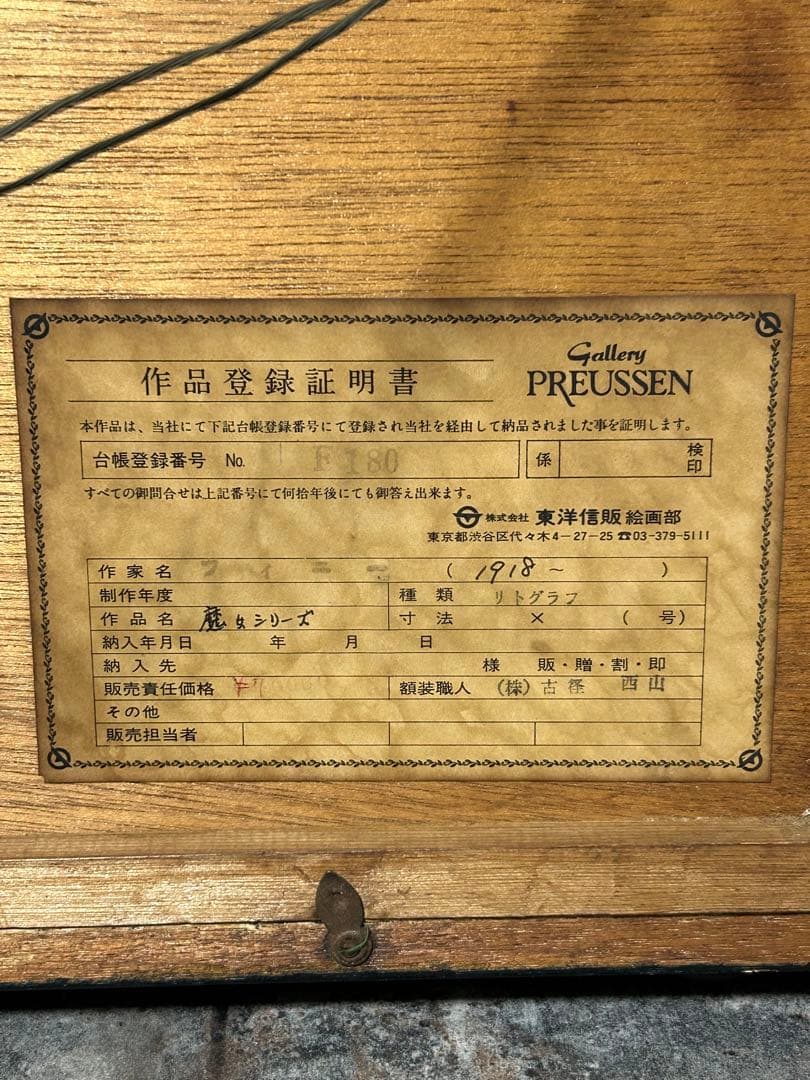 Gallery
PREUSSEN
作品登録証明書
本作品は、当社にて下記台帳登録番号にて登録され当社を経由して納品されました事を証明します。
台帳登録番号 No. F180 係 検印
すべての御問合せは上記番号にて何拾年後にても御答え出来ます。
株式会社 東洋信販 絵画部
東京都渋谷区代々木4-27-25 ☎03-379-5111
作家名 フィニー ( 1918 ~ )
制作年度 種類 リトグラフ
作品名 魔女シリーズ 寸法 × ( 号)
納入年月日 年 月 日
納入先 様 販・贈・割・即
販売責任価格 ¥ 額装職人 (株)古径 西山
その他
販売担当者